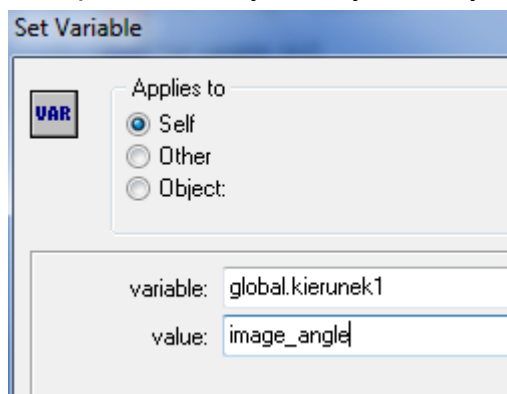 Set Variable
VAR
Applies to
Self
Other
Object:
variable: global.kierunek1
value: image_angle